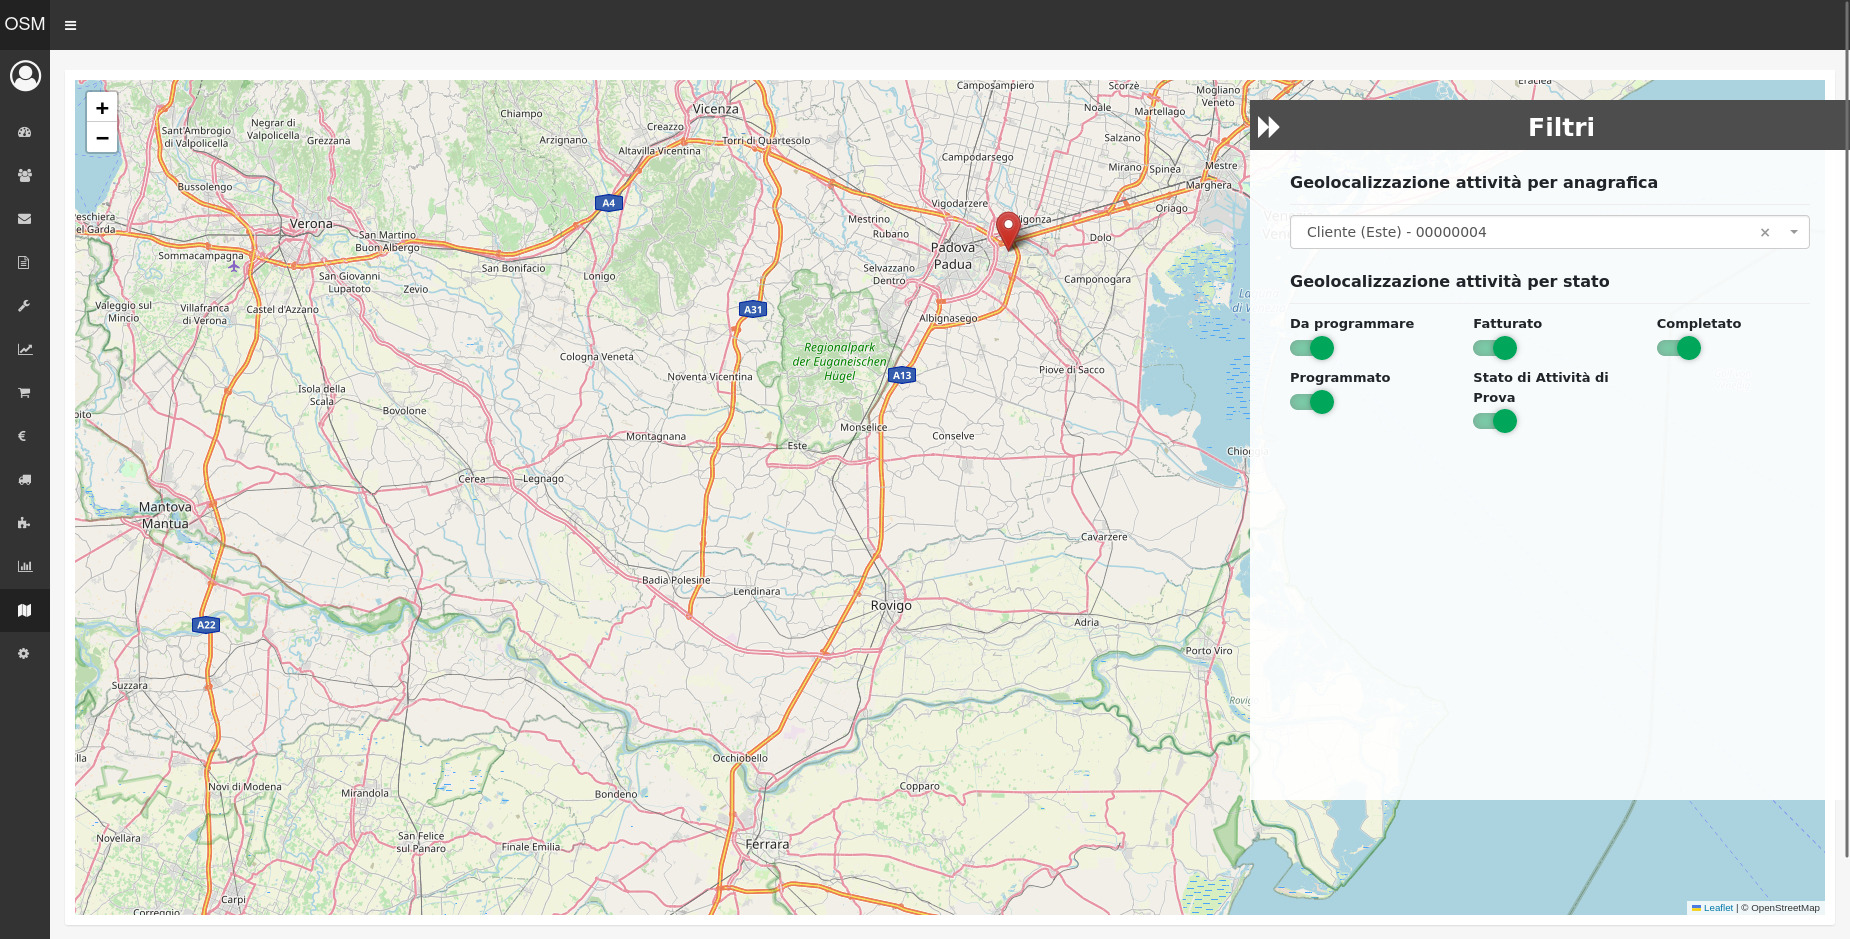 OSM
+
−
Filtri
Geolocalizzazione attività per anagrafica
Cliente (Este) - 00000004
×
Geolocalizzazione attività per stato
Da programmare
Fatturato
Completato
Programmato
Stato di Attività di
Prova
Camposampiero
Scorzè
Mogliano
Veneto
Noale
Martellago
Vicenza
Chiampo
Creazzo
Negrar di
Valpolicella
Sant'Ambrogio
di Valpolicella
Grezzana
Arzignano
Altavilla Vicentina
Torri di Quartesolo
Salzano
Campodarsego
Mirano
Spinea
Mestre
Marghera
Bussolengo
A4
Vigodarzere
Oriago
Mestrino
Rubano
Dolo
Verona
San Martino
Buon Albergo
Sommacampagna
San Bonifacio
Lonigo
Padova
Padua
Selvazzano
Dentro
Camponogara
San Giovanni
Lupatoto
Zevio
Valeggio sul
Mincio
Villafranca
di Verona
Castel d'Azzano
A31
Albignasego
Regionalpark
der Euganeischen
Hügel
Cologna Veneta
Noventa Vicentina
A13
Piove di Sacco
Isola della
Scala
Bovolone
Montagnana
Este
Monselice
Conselve
Cerea
Legnago
Mantova
Mantua
Cavarzere
Badia Polesine
Lendinara
Rovigo
Adria
A22
Porto Viro
Suzzara
Occhiobello
Novi di Modena
Mirandola
Bondeno
Copparo
Novellara
San Felice
sul Panaro
Finale Emilia
Ferrara
Carpi
Correggio
Leaflet | © OpenStreetMap